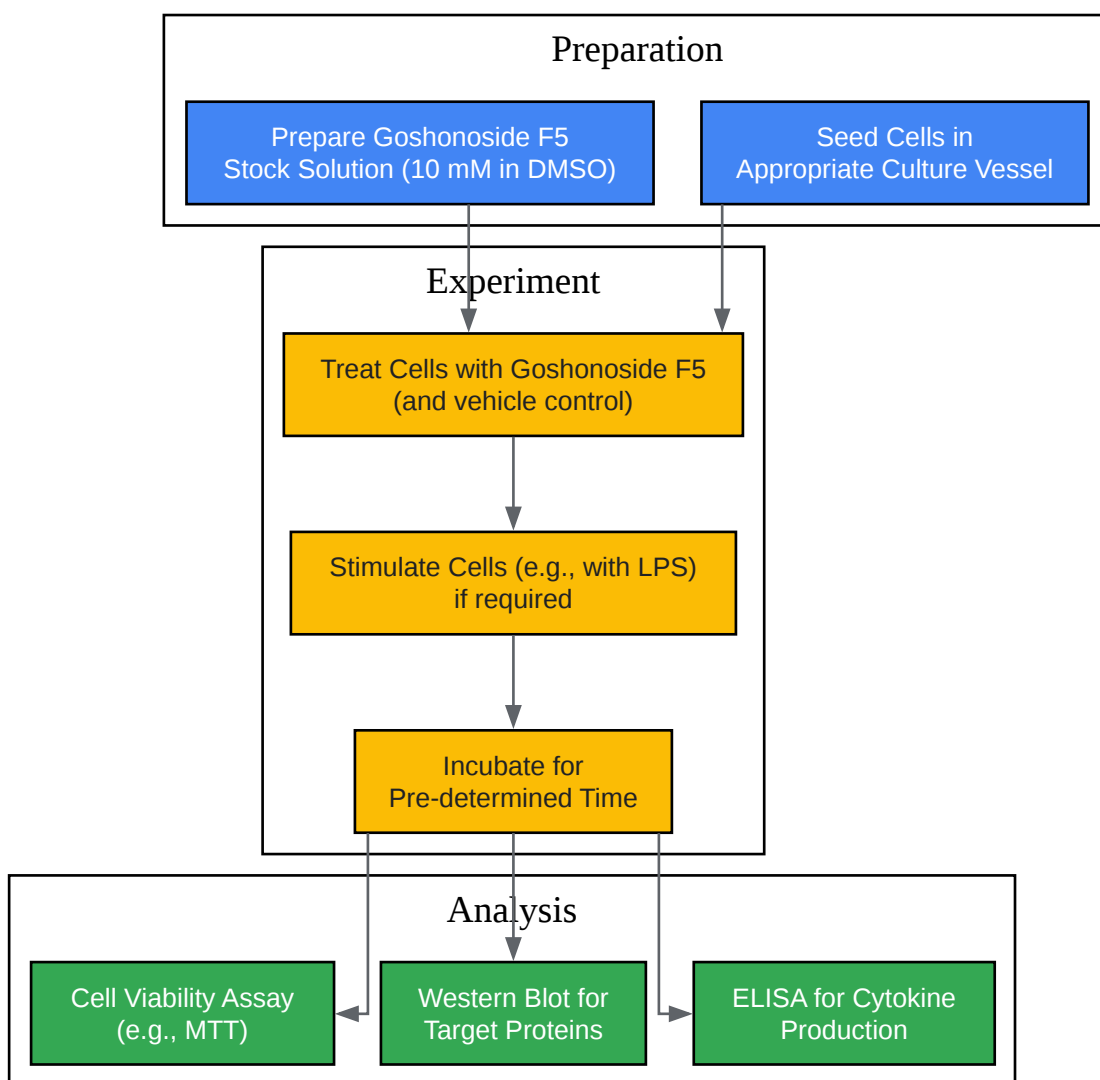 Preparation
Prepare Goshonoside F5
Stock Solution (10 mM in DMSO)
Seed Cells in
Appropriate Culture Vessel
Experiment
Treat Cells with Goshonoside F5
(and vehicle control)
Stimulate Cells (e.g., with LPS)
if required
Incubate for
Pre-determined Time
Analysis
Cell Viability Assay
(e.g., MTT)
Western Blot for
Target Proteins
ELISA for Cytokine
Production